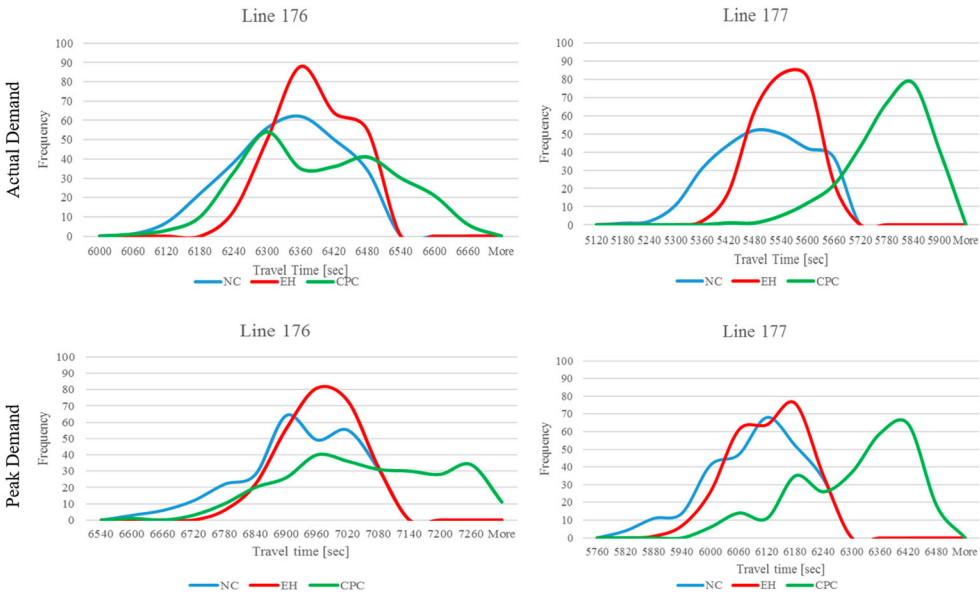 Line 176
Actual Demand
Frequency
100
90
80
70
60
50
40
30
20
10
0
6000 6060 6120 6180 6240 6300 6360 6420 6480 6540 6600 6660 More
Travel Time [sec]
NC EH CPC
Line 177
Frequency
100
90
80
70
60
50
40
30
20
10
0
5120 5180 5240 5300 5360 5420 5480 5540 5600 5660 5720 5780 5840 5900 More
Travel Time [sec]
NC EH CPC
Line 176
Peak Demand
Frequency
100
90
80
70
60
50
40
30
20
10
0
6540 6600 6660 6720 6780 6840 6900 6960 7020 7080 7140 7200 7260 More
Travel time [sec]
NC EH CPC
Line 177
Frequency
100
90
80
70
60
50
40
30
20
10
0
5760 5820 5880 5940 6000 6060 6120 6180 6240 6300 6360 6420 6480 More
Travel time [sec]
NC EH CPC